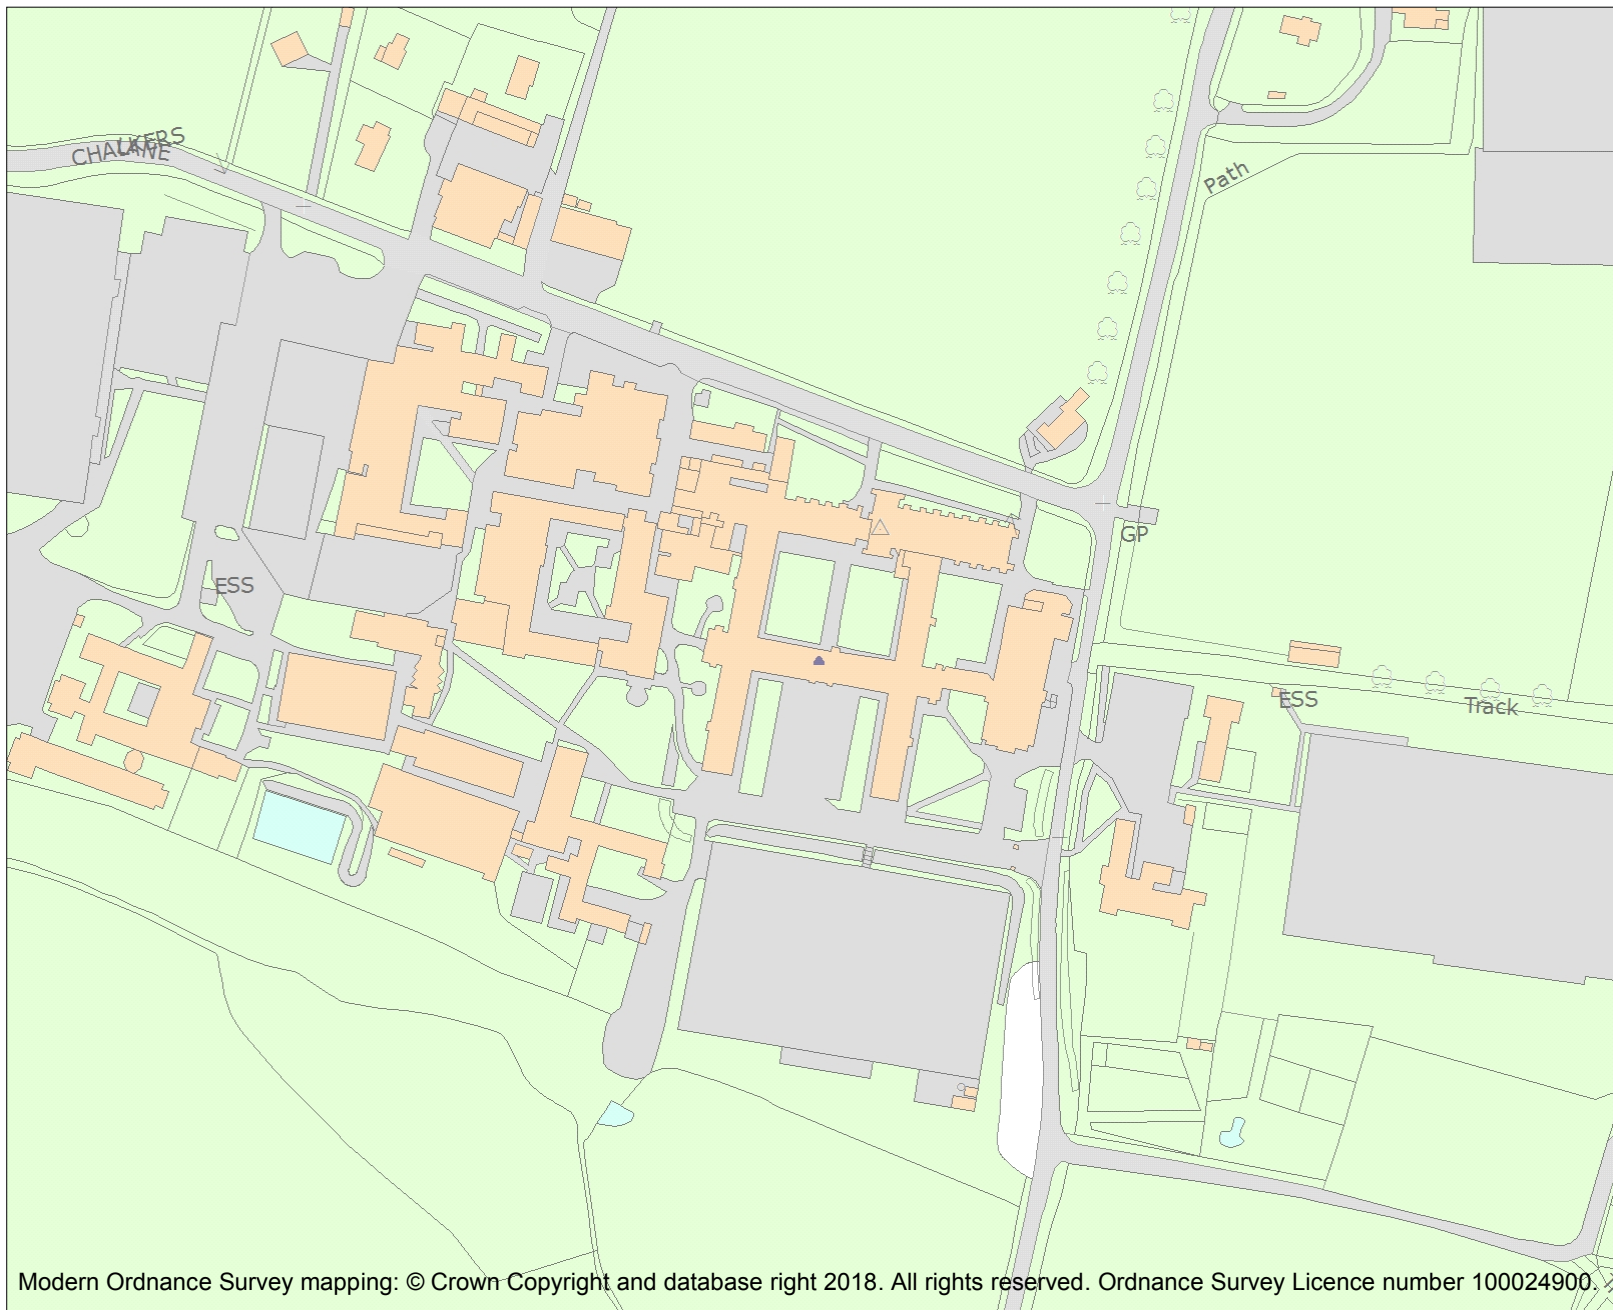 CHALKERS
LANE
Path
GP
ESS
ESS
Track
Modern Ordnance Survey mapping: © Crown Copyright and database right 2018. All rights reserved. Ordnance Survey Licence number 100024900.